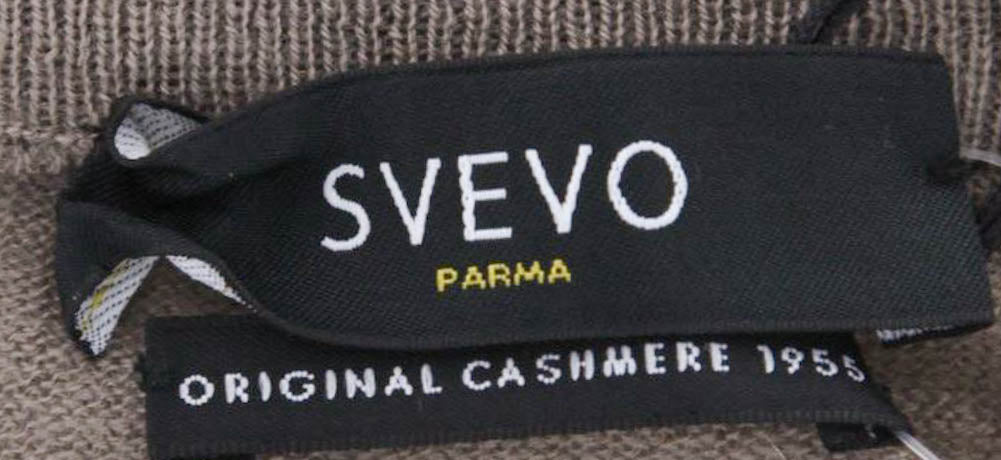 SVEVO
PARMA
ORIGINAL CASHMERE 1955